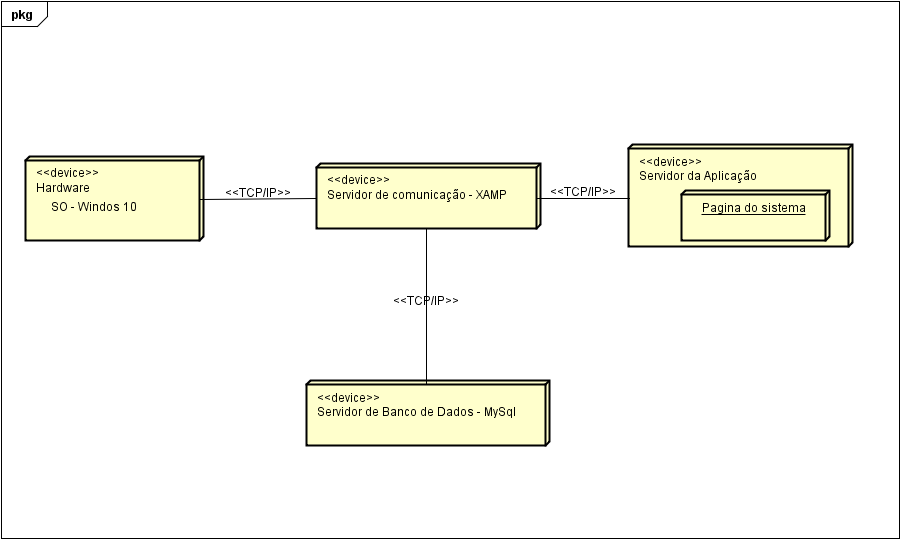 pkg
<<device>>
Hardware
SO - Windos 10
<<TCP/IP>>
<<device>>
Servidor de comunicação - XAMP
<<TCP/IP>>
<<device>>
Servidor da Aplicação
Pagina do sistema
<<TCP/IP>>
<<device>>
Servidor de Banco de Dados - MySql